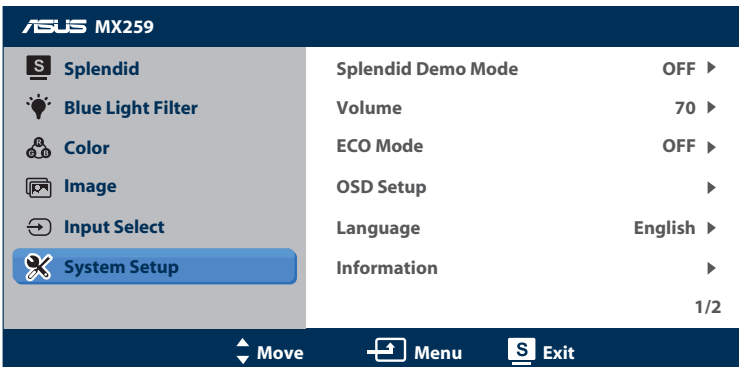 ASUS MX259
S Splendid
Blue Light Filter
R G B Color
Image
Input Select
System Setup
Splendid Demo Mode OFF
Volume 70
ECO Mode OFF
OSD Setup
Language English
Information
1/2
Move Menu S Exit